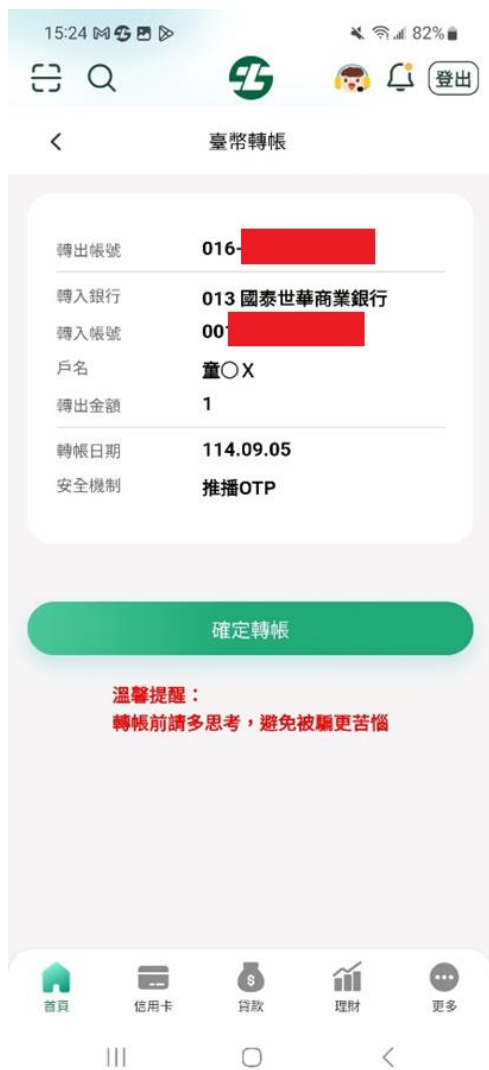 15:24 82%
登出
臺幣轉帳
轉出帳號 016-
轉入銀行 013 國泰世華商業銀行
轉入帳號 001
戶名 童○X
轉出金額 1
轉帳日期 114.09.05
安全機制 推播OTP
確定轉帳
溫馨提醒：
轉帳前請多思考，避免被騙更苦惱
首頁 信用卡 貸款 理財 更多